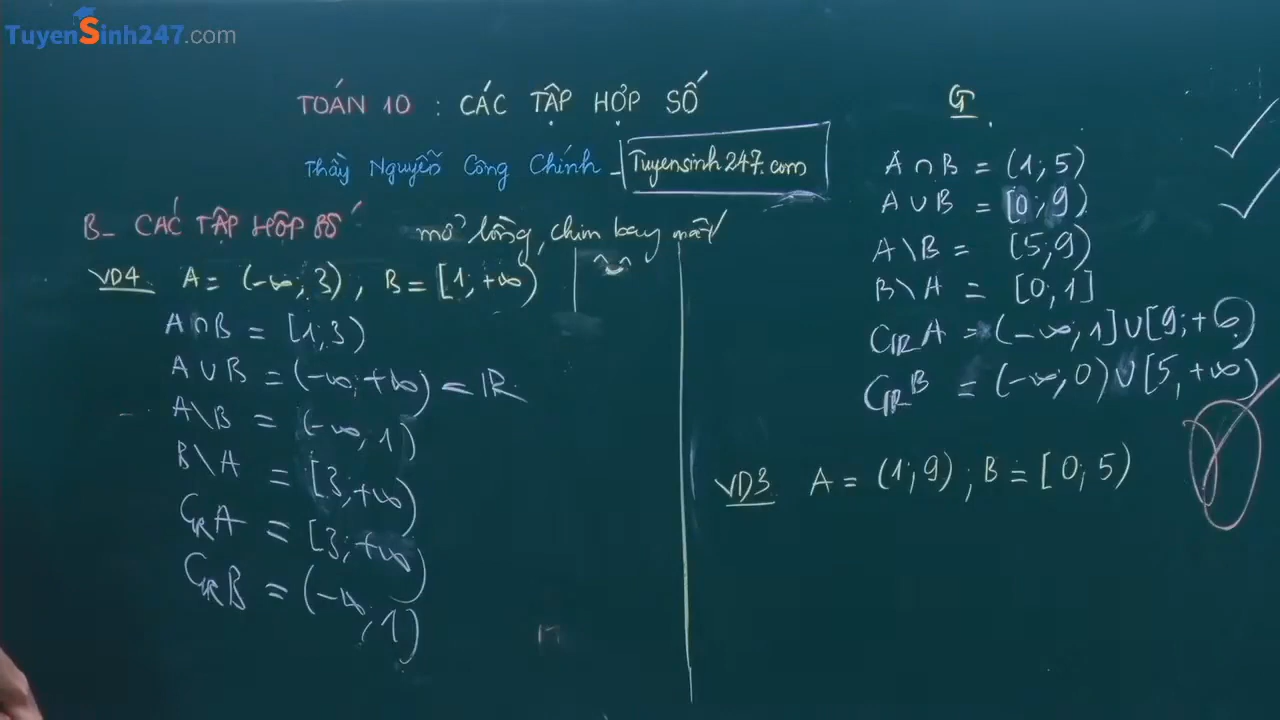 TuyenSinh247.com
TOÁN 10 : CÁC TẬP HỢP SỐ
Thầy Nguyễn Công Chính - Tuyensinh247.com
B- CÁC TẬP HỢP SỐ
mở lồng, chim bay mất
VD4 A = (-∞; 3), B = [1; +∞)
A∩B = [1;3)
A∪B = (-∞; +∞) = ℝ
A\B = (-∞, 1)
B\A = [3, +∞)
CℝA = [3; +∞)
CℝB = (-∞; 1)
G
A∩B = (1; 5)
A∪B = [0, 9)
A\B = [5; 9)
B\A = [0, 1]
CℝA = (-∞, 1]∪[9; +∞)
CℝB = (-∞, 0)∪[5, +∞)
VD3 A = (1; 9), B = [0; 5)